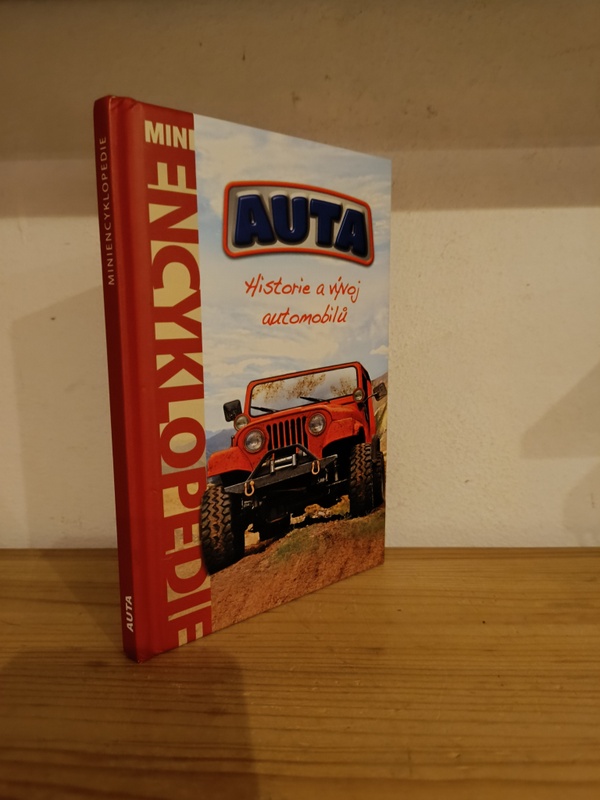 MINIENCYKLOPEDIE
AUTA
MINI
ENCYKLOPEDIE
AUTA
Historie a vývoj
automobilů